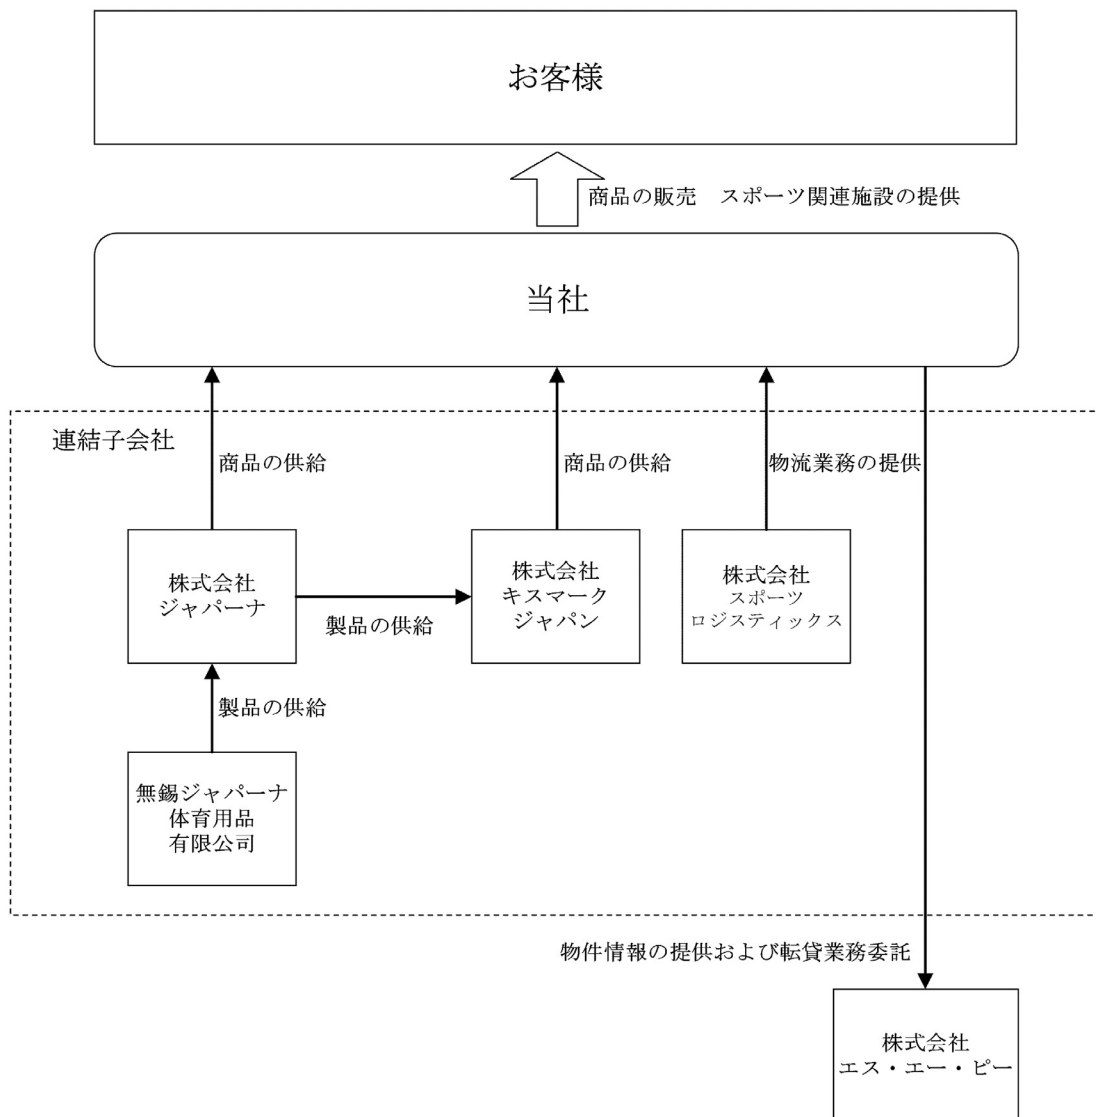 お客様
商品の販売　スポーツ関連施設の提供
当社
連結子会社
商品の供給
商品の供給
物流業務の提供
株式会社
ジャパーナ
製品の供給
株式会社
キスマーク
ジャパン
株式会社
スポーツ
ロジスティックス
製品の供給
無錫ジャパーナ
体育用品
有限公司
物件情報の提供および転貸業務委託
株式会社
エス・エー・ピー